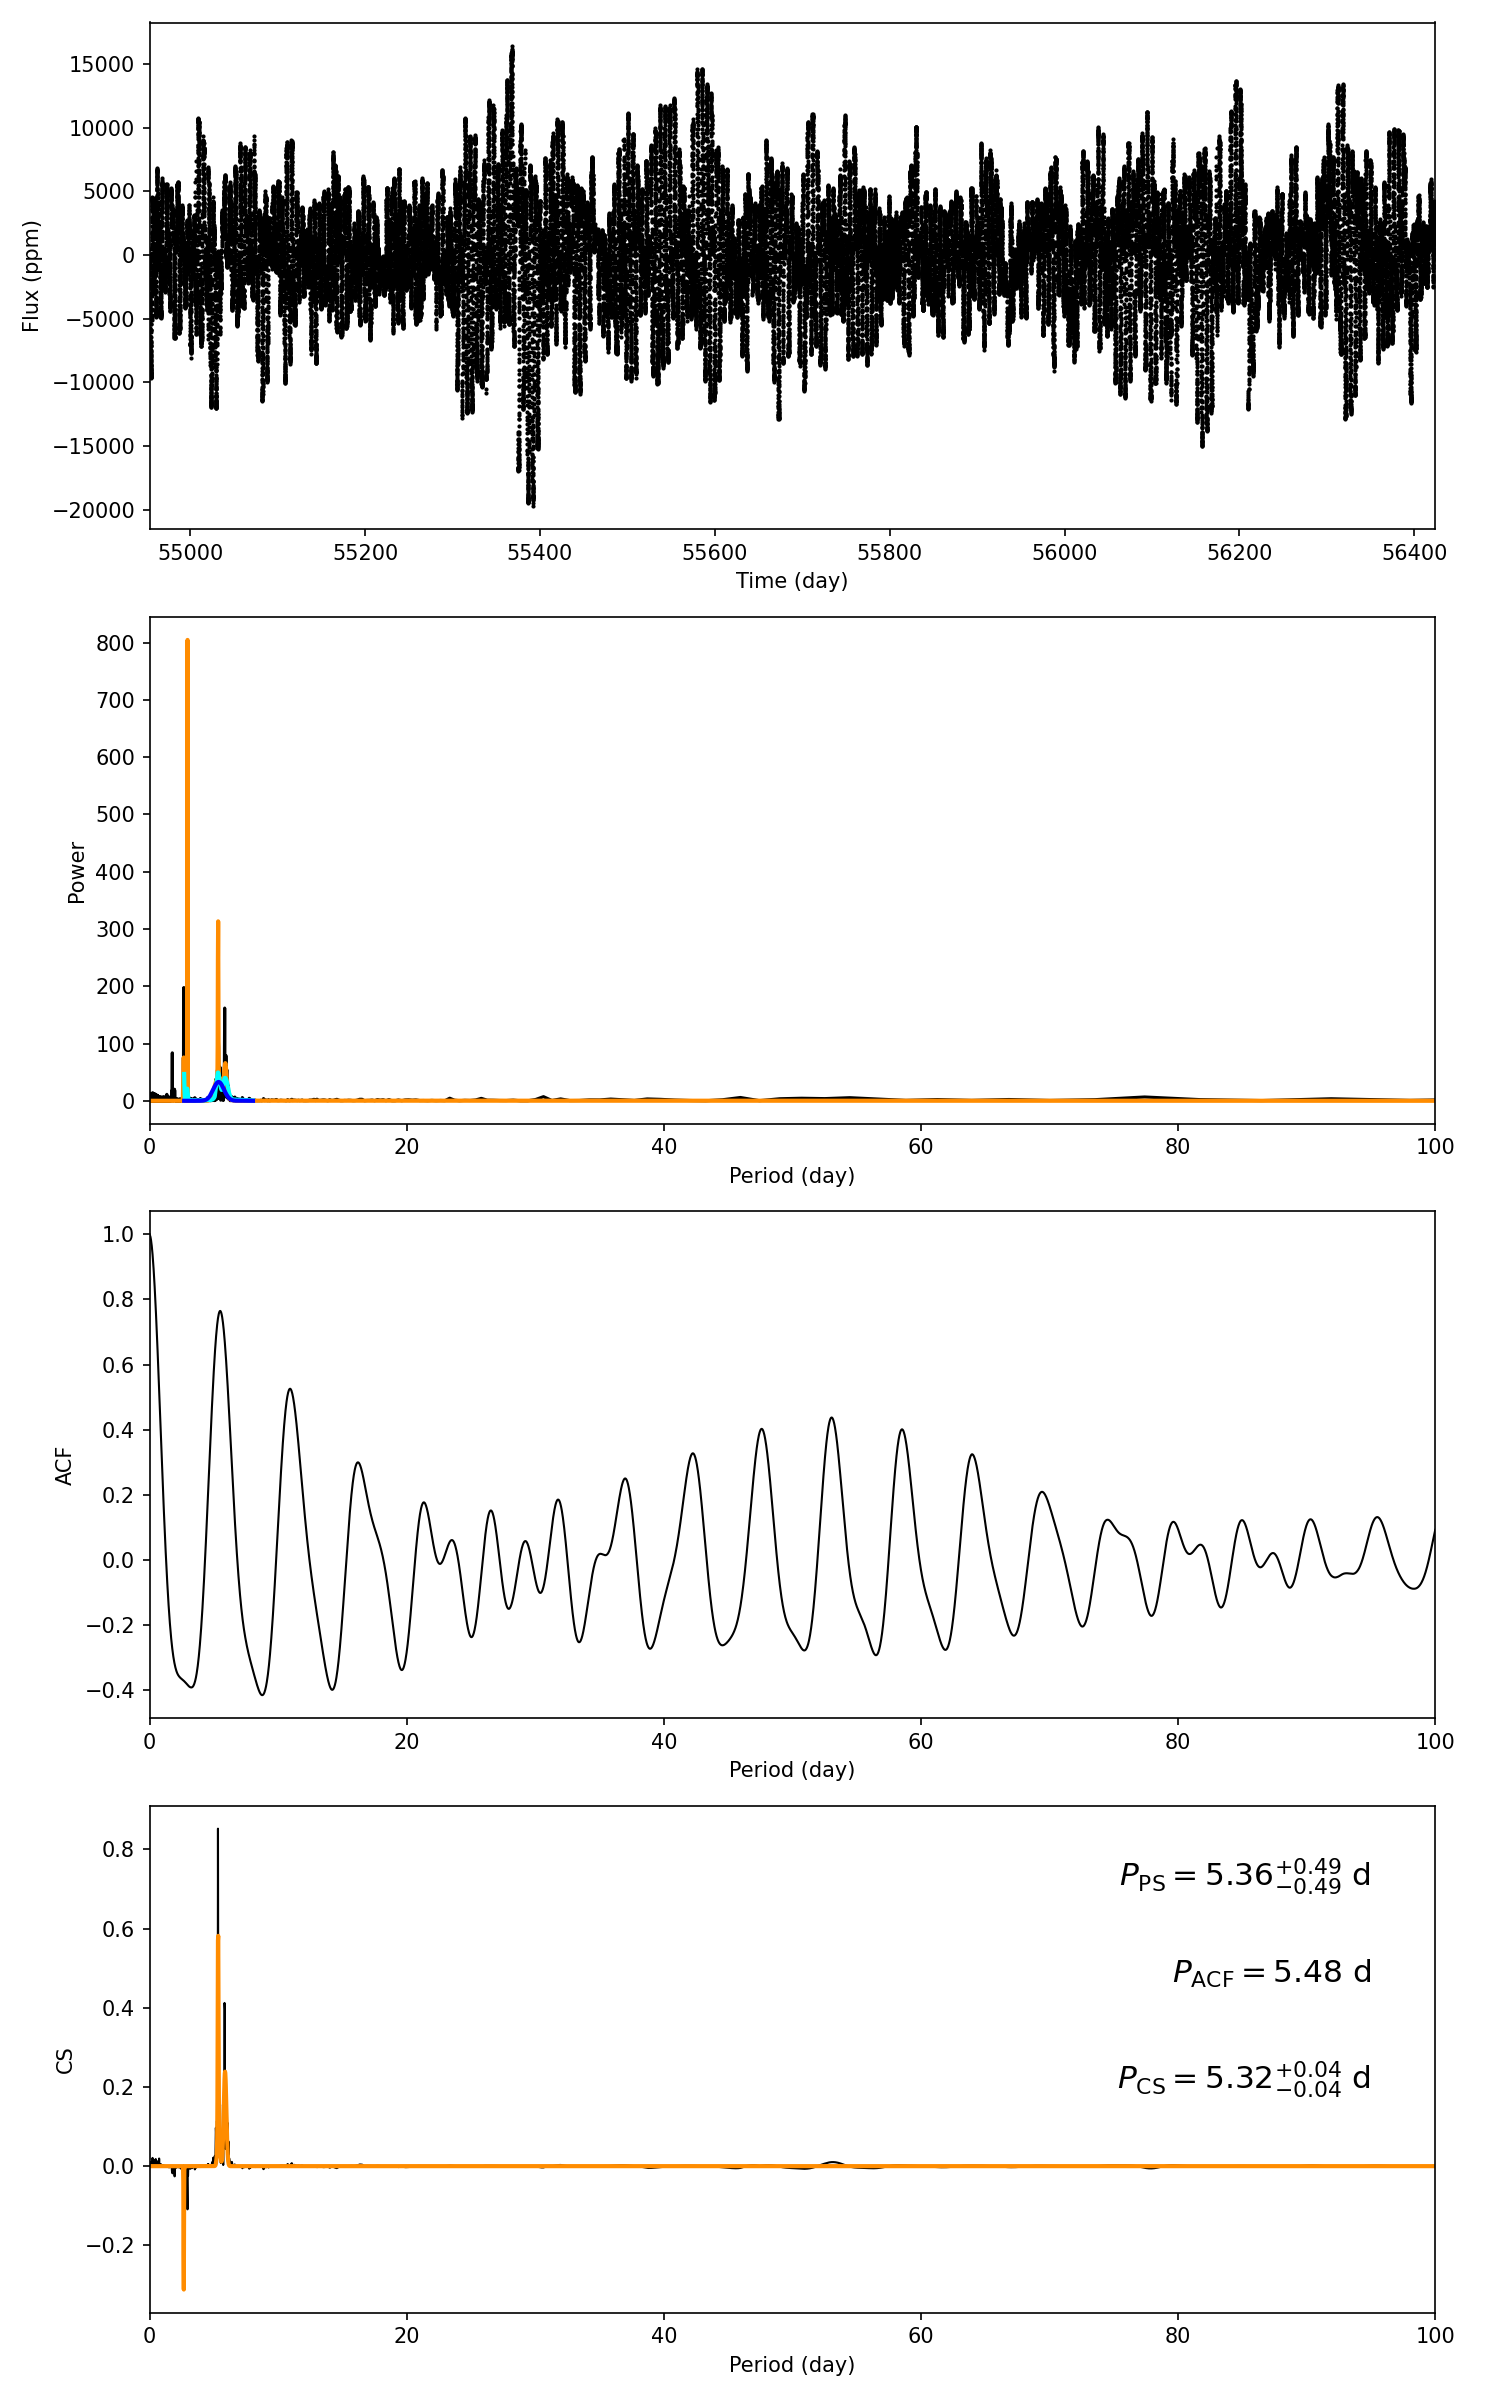 15000
10000
5000
0
−5000
−10000
−15000
−20000
Flux (ppm)
55000 55200 55400 55600 55800 56000 56200 56400
Time (day)
800
700
600
500
400
300
200
100
0
Power
0 20 40 60 80 100
Period (day)
1.0
0.8
0.6
0.4
0.2
0.0
−0.2
−0.4
ACF
0 20 40 60 80 100
Period (day)
0.8
0.6
0.4
0.2
0.0
−0.2
CS
P_PS = 5.36 +0.49 −0.49 d
P_ACF = 5.48 d
P_CS = 5.32 +0.04 −0.04 d
0 20 40 60 80 100
Period (day)